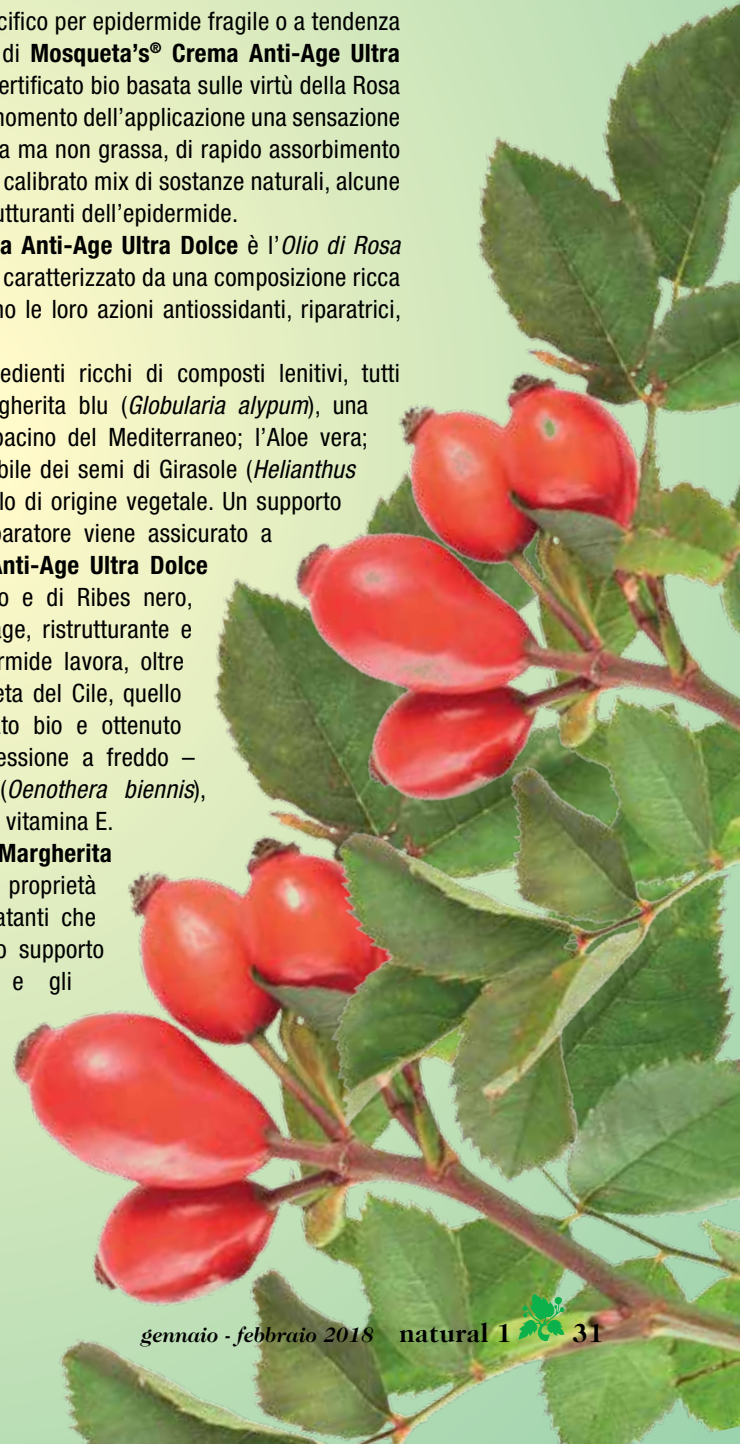 cifico per epidermide fragile o a tendenza
di Mosqueta's® Crema Anti-Age Ultra
ertificato bio basata sulle virtù della Rosa
momento dell'applicazione una sensazione
a ma non grassa, di rapido assorbimento
calibrato mix di sostanze naturali, alcune
utturanti dell'epidermide.
a Anti-Age Ultra Dolce è l'Olio di Rosa
caratterizzato da una composizione ricca
no le loro azioni antiossidanti, riparatrici,
edienti ricchi di composti lenitivi, tutti
gherita blu (Globularia alypum), una
bacino del Mediterraneo; l'Aloe vera;
bile dei semi di Girasole (Helianthus
lo di origine vegetale. Un supporto
paratore viene assicurato a
Anti-Age Ultra Dolce
o e di Ribes nero,
age, ristrutturante e
rmide lavora, oltre
eta del Cile, quello
ato bio e ottenuto
essione a freddo –
(Oenothera biennis),
vitamina E.
Margherita
proprietà
atanti che
o supporto
e gli
gennaio - febbraio 2018 natural 1 31